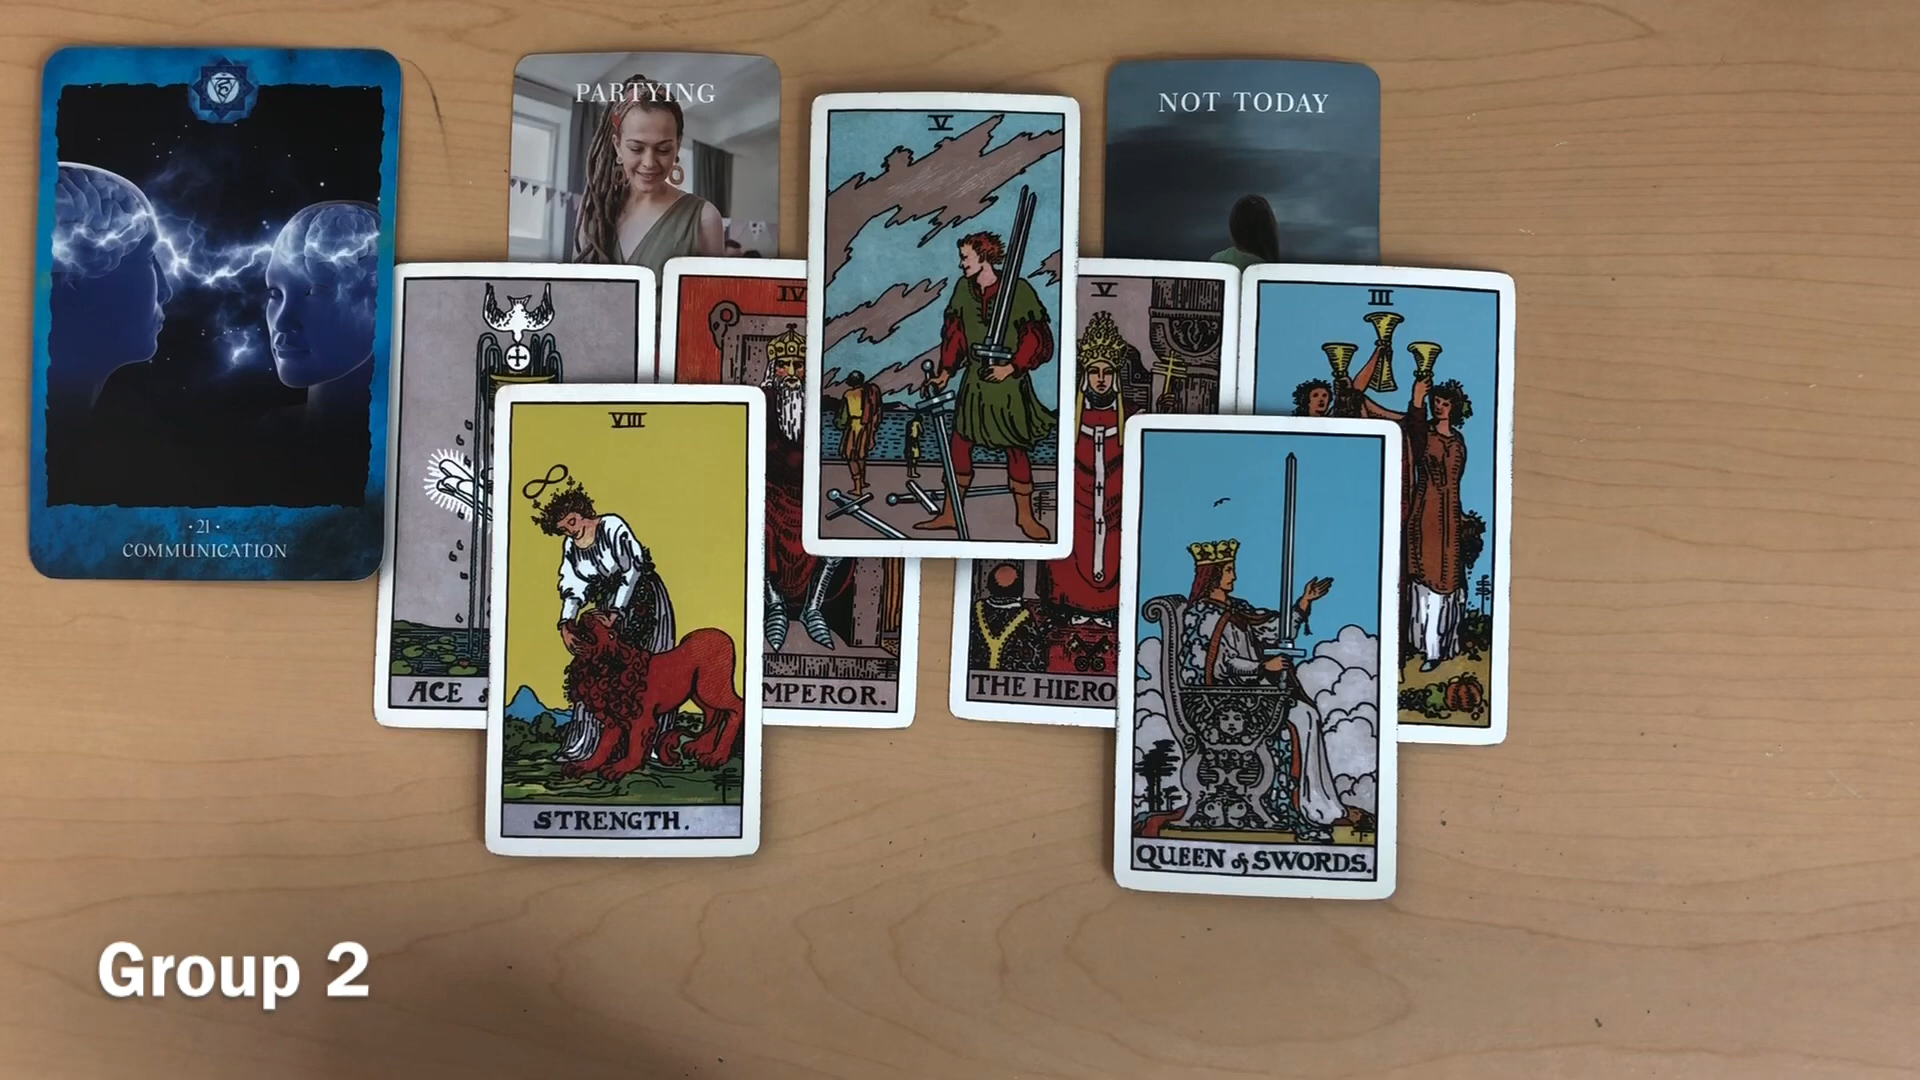 PARTYING
NOT TODAY
V
IV
V
III
VIII
· 21 ·
COMMUNICATION
ACE
MPEROR.
THE HIERO
STRENGTH.
QUEEN of SWORDS.
Group 2